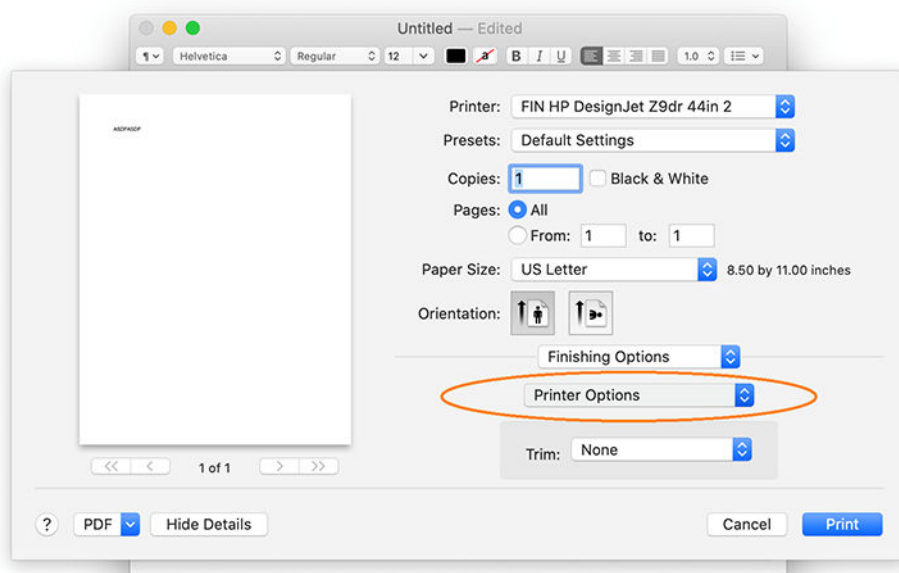 Untitled — Edited
¶ Helvetica Regular 12 a B I U 1.0
ASDFASDF
Printer: FIN HP DesignJet Z9dr 44in 2
Presets: Default Settings
Copies: 1 Black & White
Pages: All
From: 1 to: 1
Paper Size: US Letter 8.50 by 11.00 inches
Orientation:
Finishing Options
Printer Options
Trim: None
<< < 1 of 1 > >>
? PDF Hide Details Cancel Print